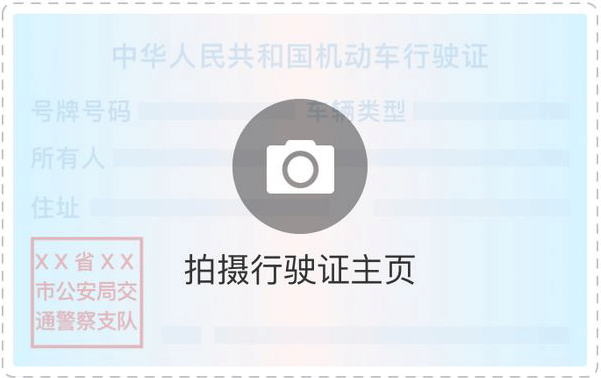 中华人民共和国机动车行驶证
号牌号码 车辆类型
所有人
住址
拍摄行驶证主页
XX省XX
市公安局交
通警察支队